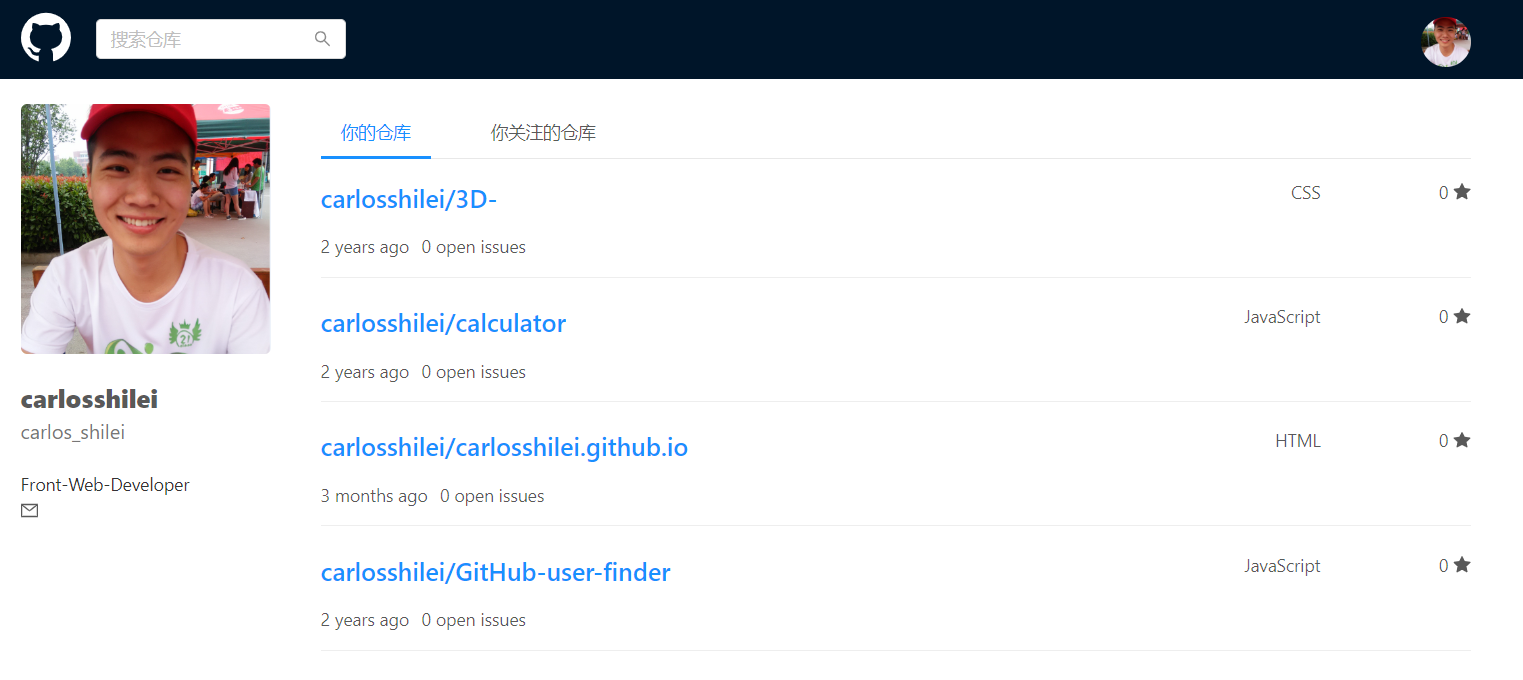 搜索仓库
你的仓库 你关注的仓库
carlosshilei/3D- CSS 0
2 years ago 0 open issues
carlosshilei/calculator JavaScript 0
2 years ago 0 open issues
carlosshilei
carlos_shilei
carlosshilei/carlosshilei.github.io HTML 0
Front-Web-Developer
3 months ago 0 open issues
carlosshilei/GitHub-user-finder JavaScript 0
2 years ago 0 open issues